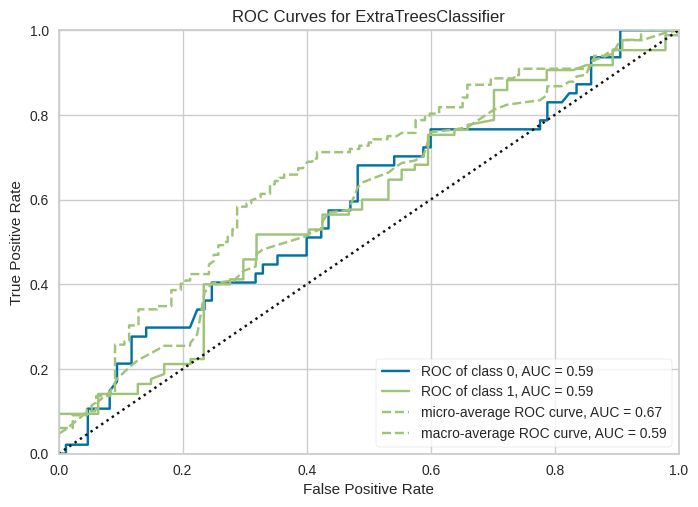 ROC Curves for ExtraTreesClassifier
True Positive Rate
1.0
0.8
0.6
0.4
0.2
0.0
ROC of class 0, AUC = 0.59
ROC of class 1, AUC = 0.59
micro-average ROC curve, AUC = 0.67
macro-average ROC curve, AUC = 0.59
0.0 0.2 0.4 0.6 0.8 1.0
False Positive Rate